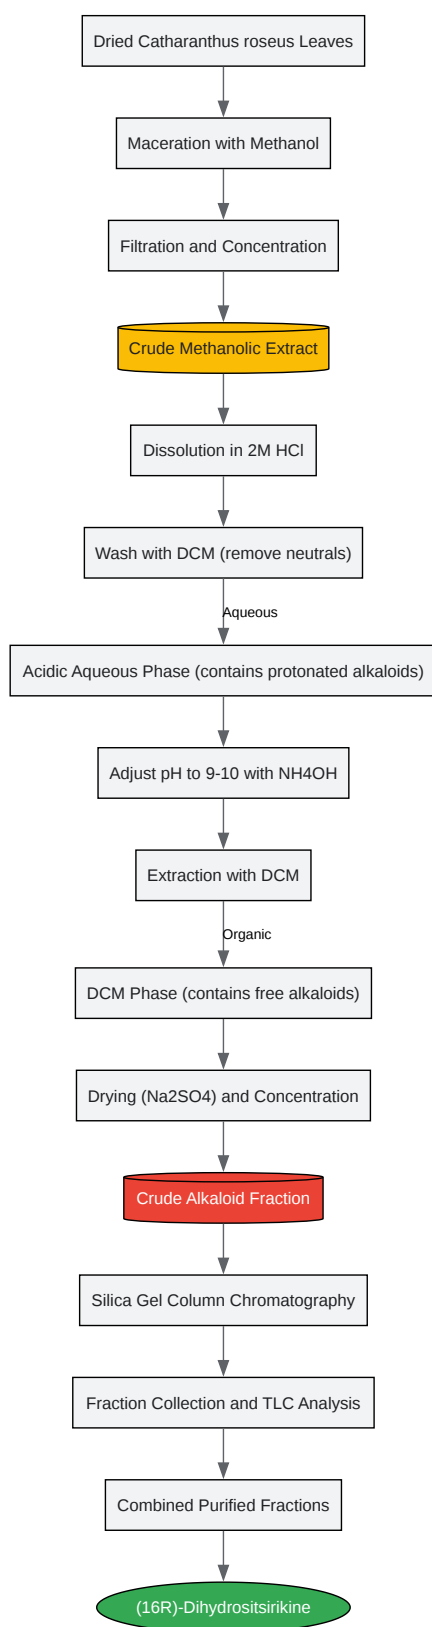 Dried Catharanthus roseus Leaves
Maceration with Methanol
Filtration and Concentration
Crude Methanolic Extract
Dissolution in 2M HCl
Wash with DCM (remove neutrals)
Aqueous
Acidic Aqueous Phase (contains protonated alkaloids)
Adjust pH to 9-10 with NH4OH
Extraction with DCM
Organic
DCM Phase (contains free alkaloids)
Drying (Na2SO4) and Concentration
Crude Alkaloid Fraction
Silica Gel Column Chromatography
Fraction Collection and TLC Analysis
Combined Purified Fractions
(16R)-Dihydrositsirikine